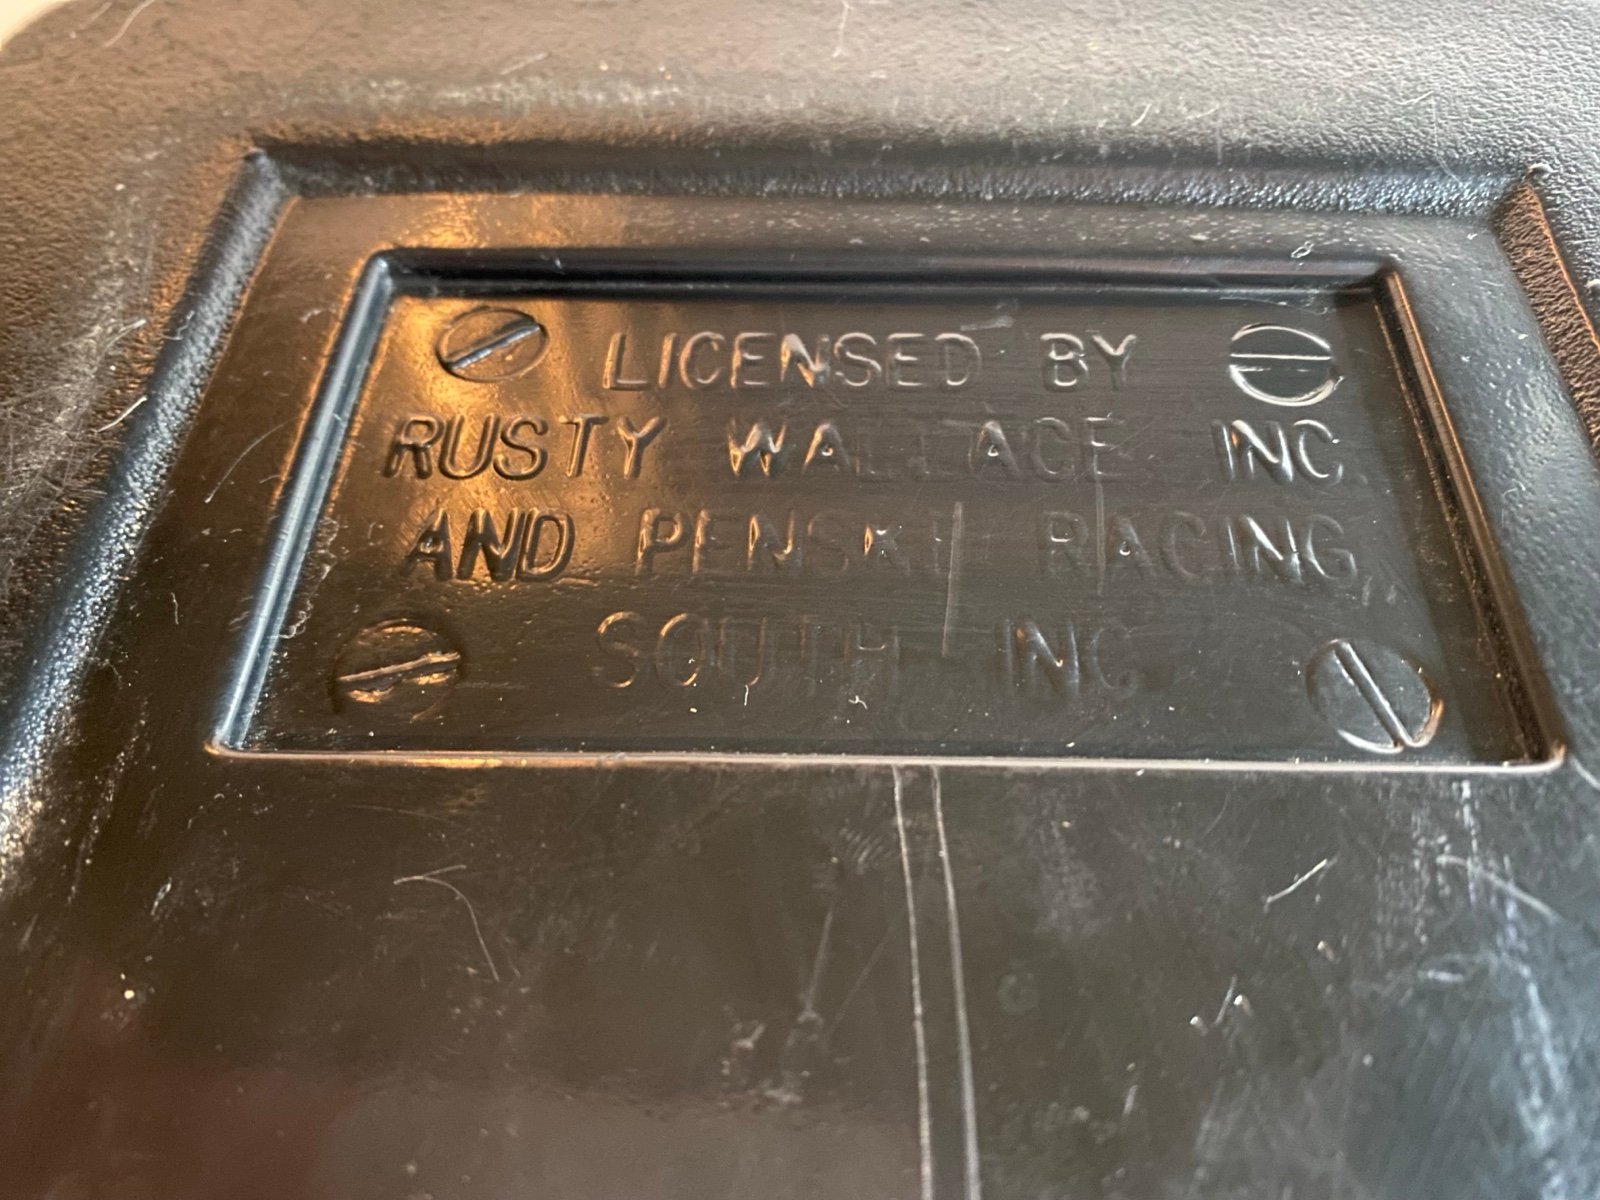 LICENSED BY
RUSTY WALLACE INC.
AND PENSKE RACING
SOUTH INC